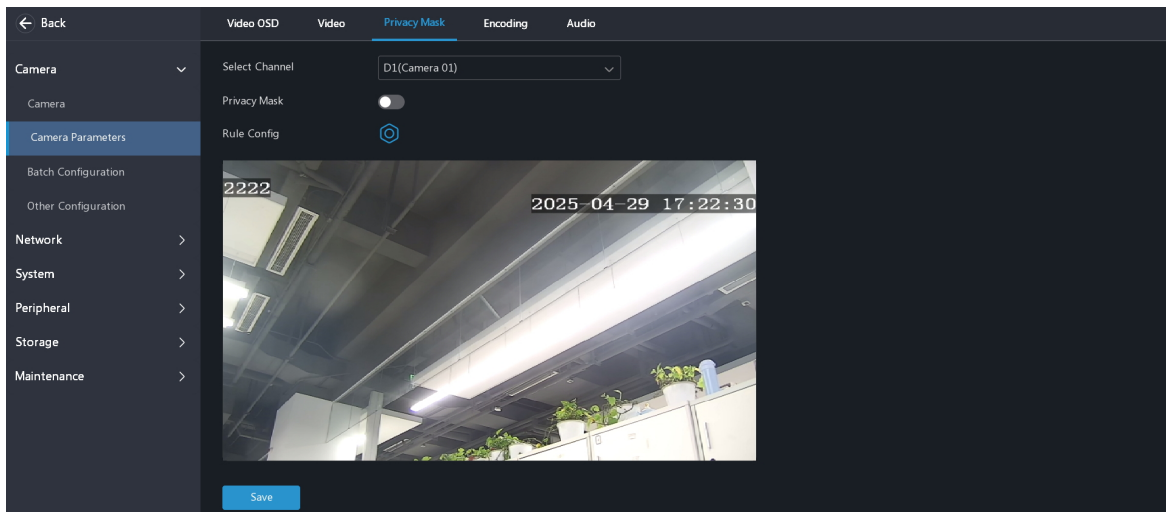 Back
Video OSD Video Privacy Mask Encoding Audio
Camera
Camera
Camera Parameters
Batch Configuration
Other Configuration
Network
System
Peripheral
Storage
Maintenance
Select Channel D1(Camera 01)
Privacy Mask
Rule Config
2222
2025-04-29 17:22:30
Save